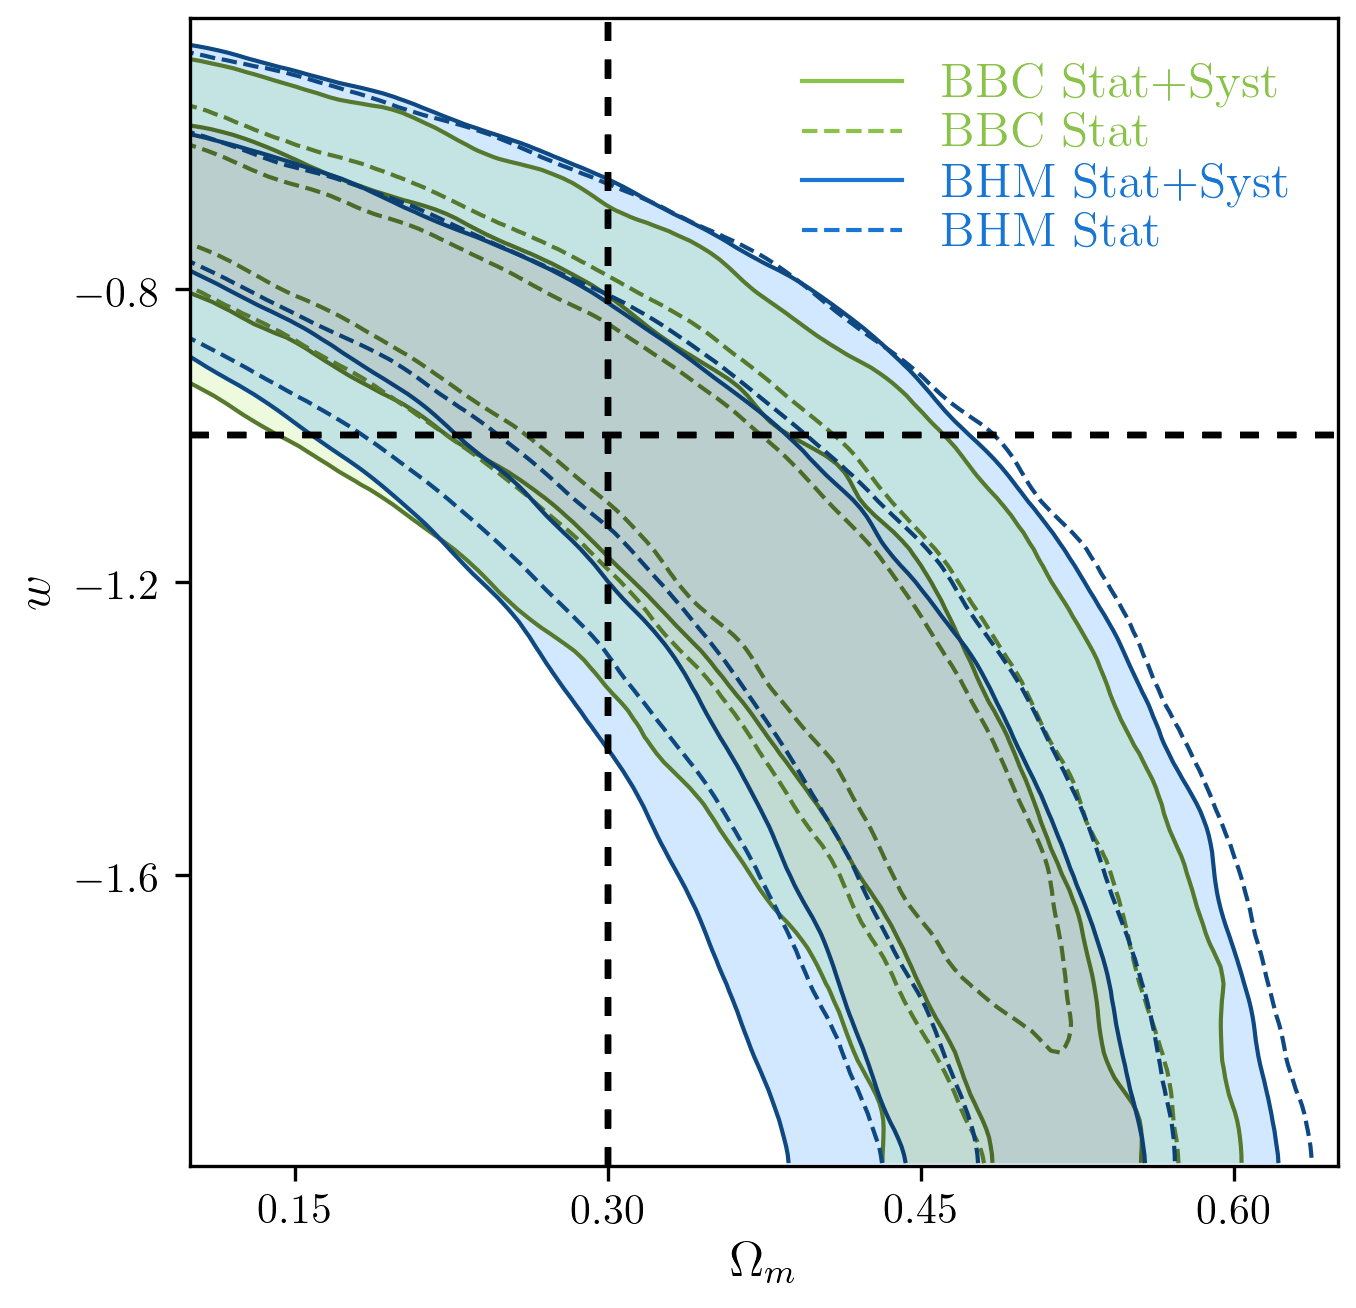 BBC Stat+Syst
BBC Stat
BHM Stat+Syst
BHM Stat
−0.8
−1.2
−1.6
w
0.15 0.30 0.45 0.60
Ωm